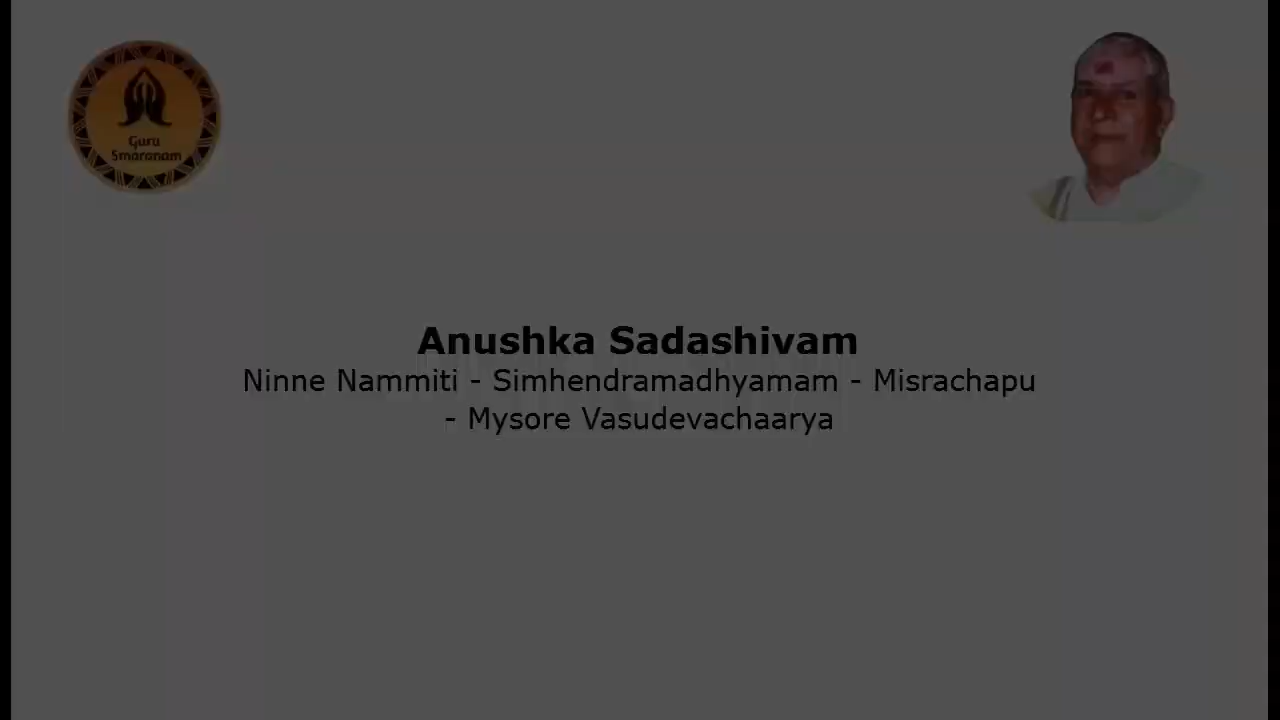 Guru
Smaranam
Anushka Sadashivam
Ninne Nammiti - Simhendramadhyamam - Misrachapu
- Mysore Vasudevachaarya